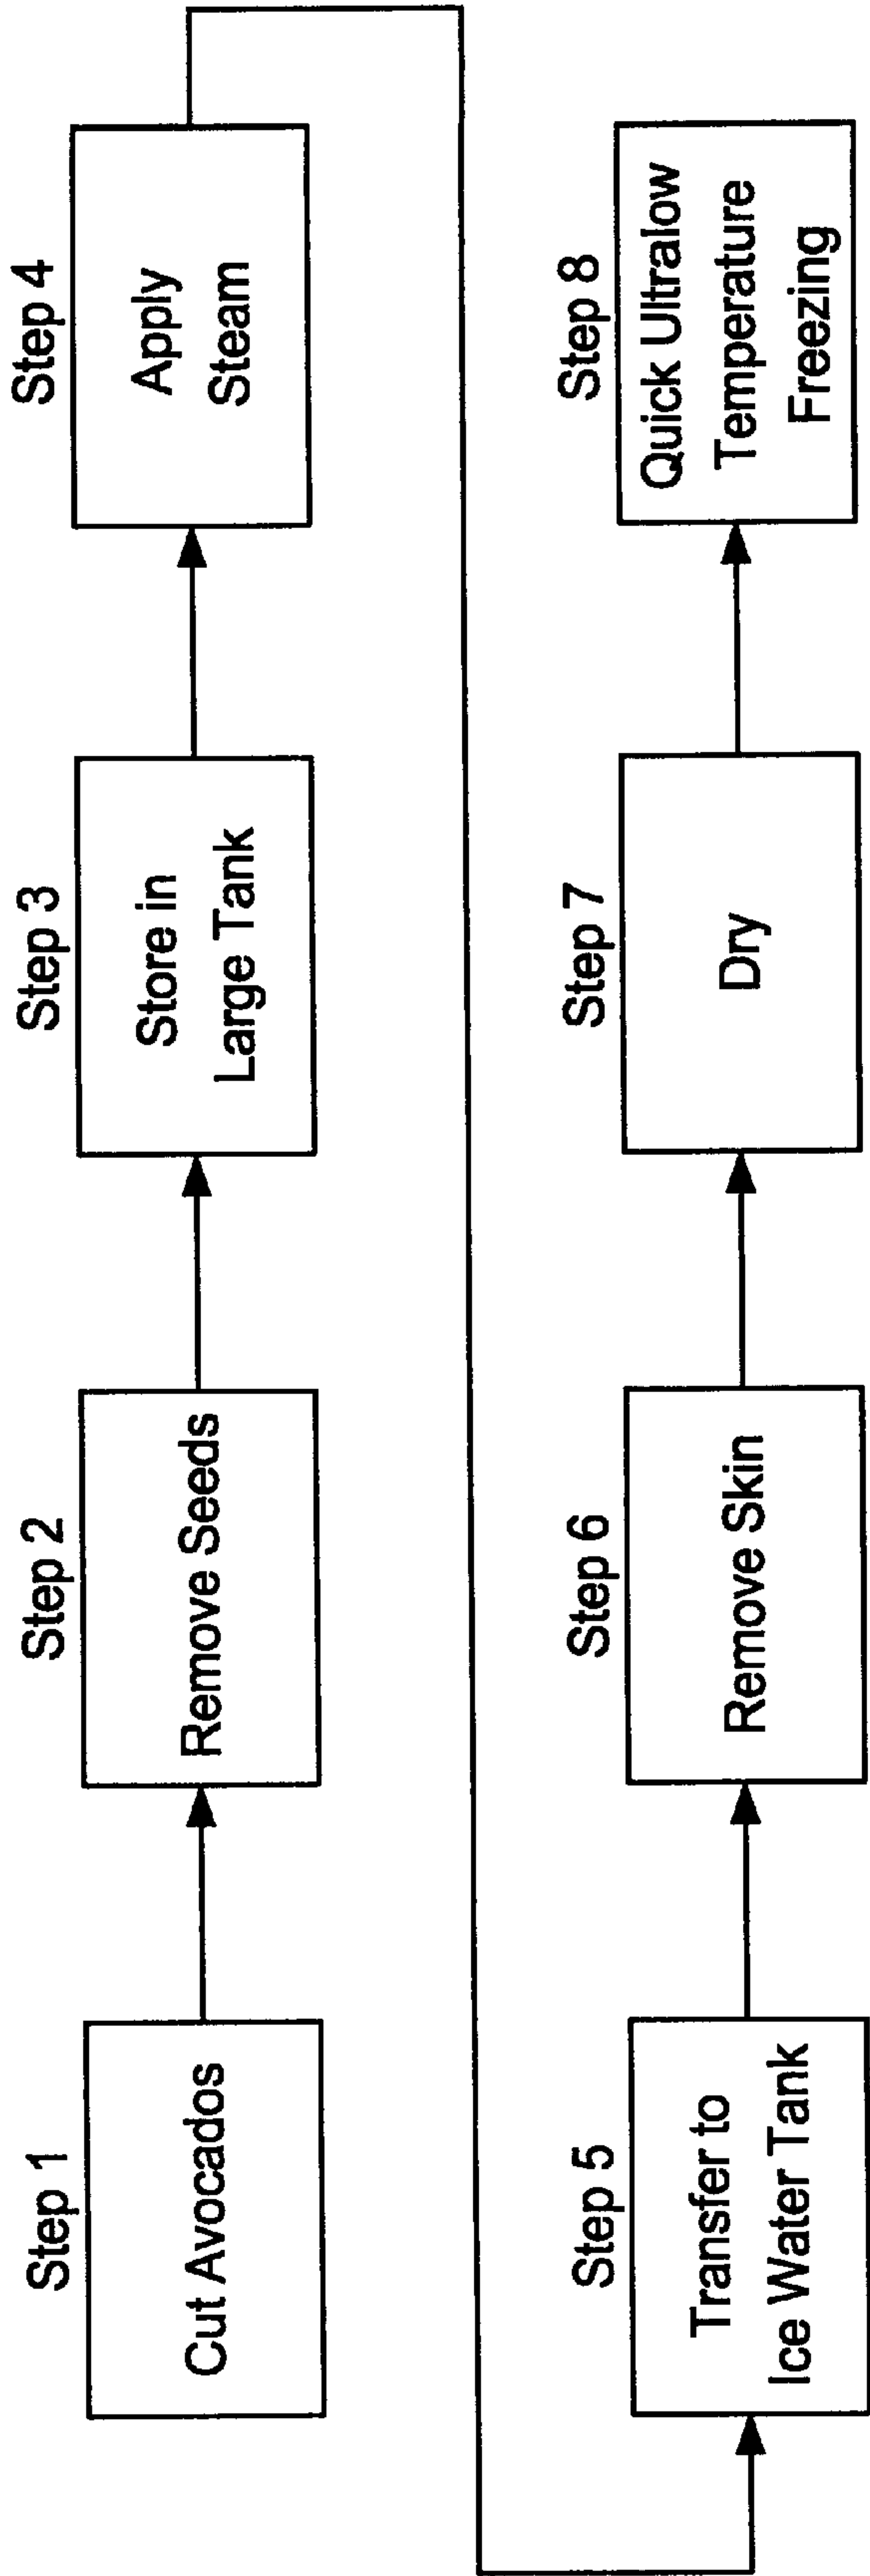 Step 1
Cut Avocados
Step 2
Remove Seeds
Step 3
Store in
Large Tank
Step 4
Apply
Steam
Step 5
Transfer to
Ice Water Tank
Step 6
Remove Skin
Step 7
Dry
Step 8
Quick Ultralow
Temperature
Freezing